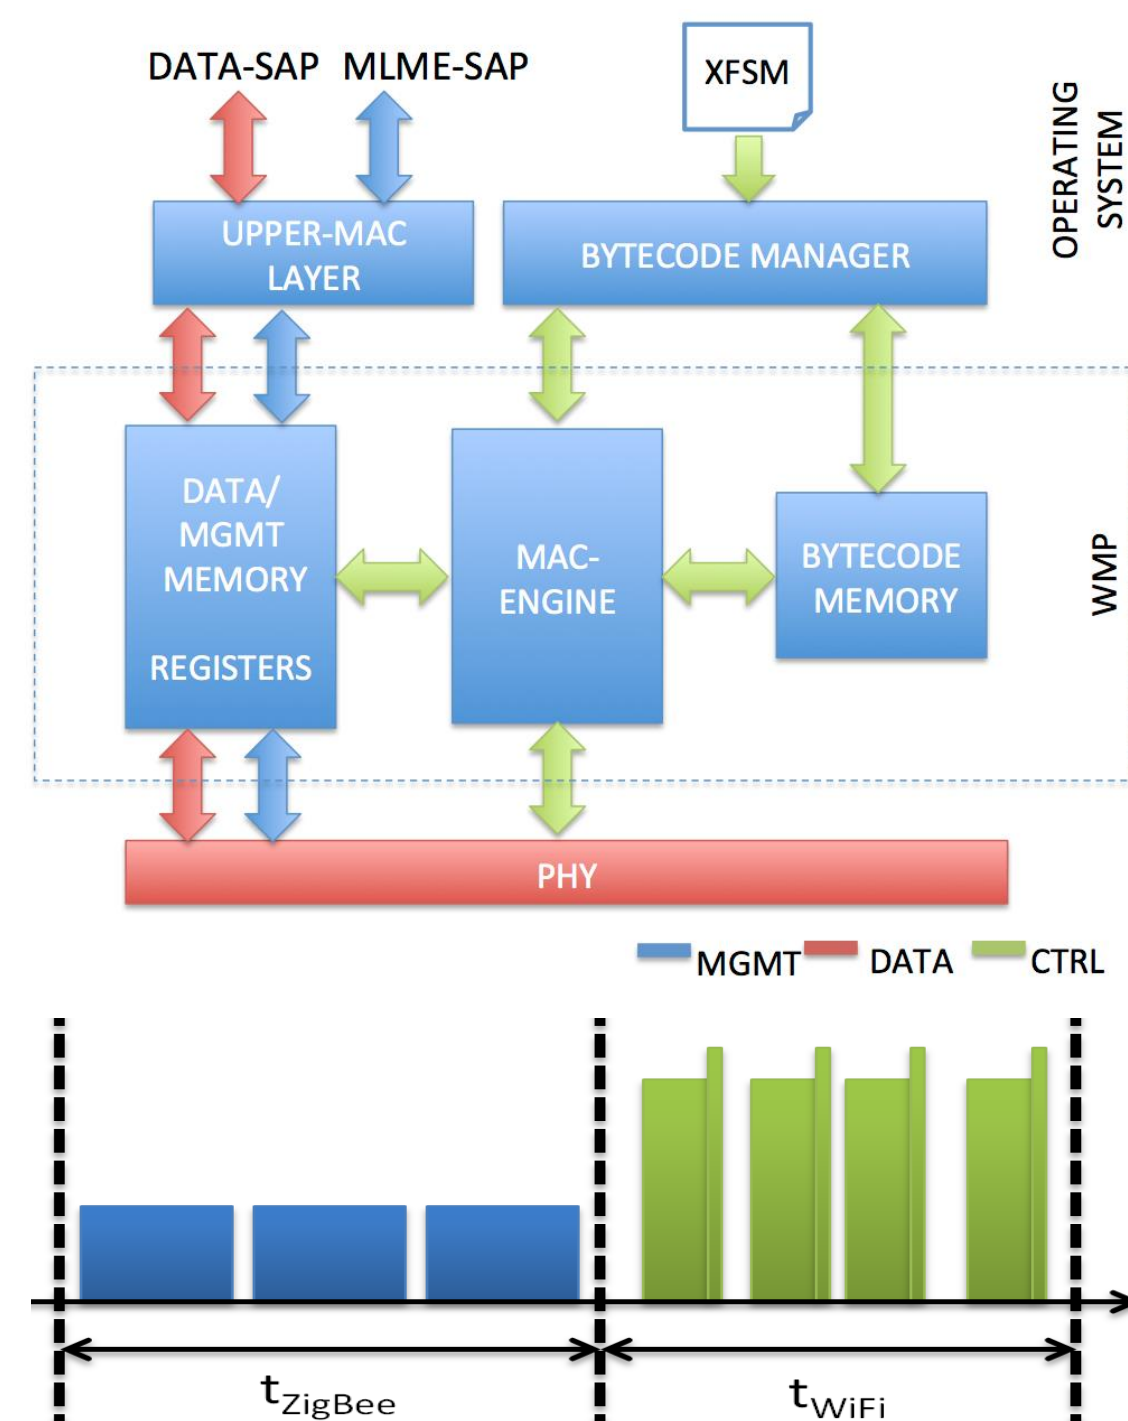 DATA-SAP MLME-SAP
XFSM
OPERATING
SYSTEM
UPPER-MAC
LAYER
BYTECODE MANAGER
DATA/
MGMT
MEMORY
REGISTERS
MAC-
ENGINE
BYTECODE
MEMORY
WMP
PHY
MGMT DATA CTRL
tZigBee
tWiFi